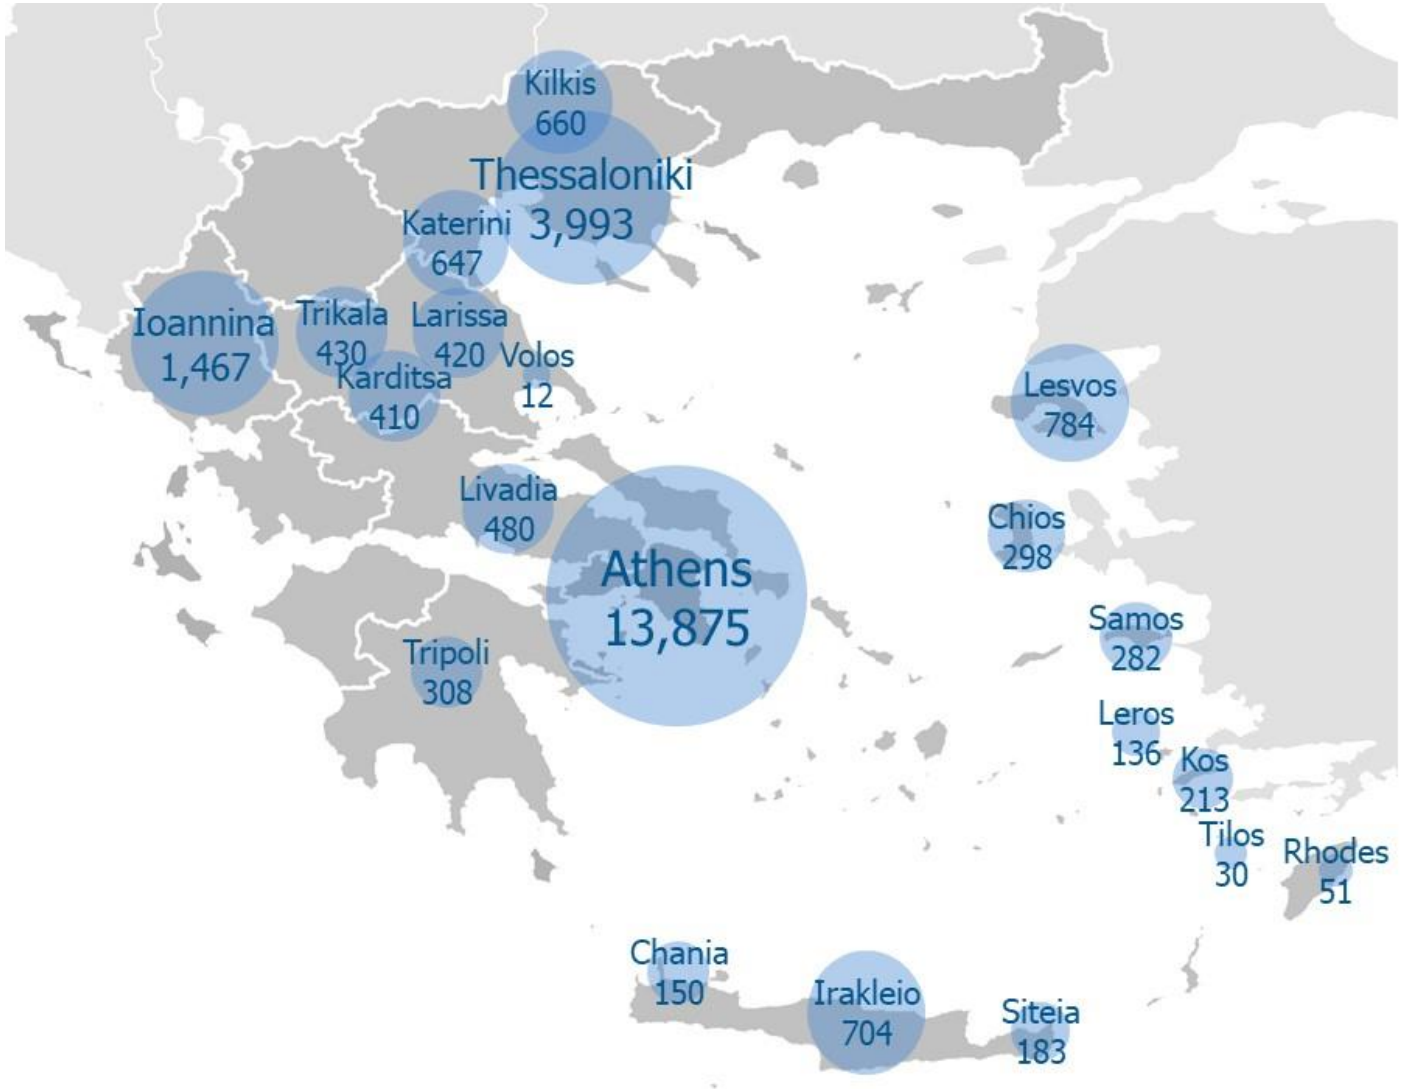 Kilkis
660
Thessaloniki
3,993
Katerini
647
Ioannina
1,467
Trikala
430
Larissa
420
Volos
12
Karditsa
410
Lesvos
784
Livadia
480
Chios
298
Athens
13,875
Samos
282
Tripoli
308
Leros
136
Kos
213
Tilos
30
Rhodes
51
Chania
150
Irakleio
704
Siteia
183